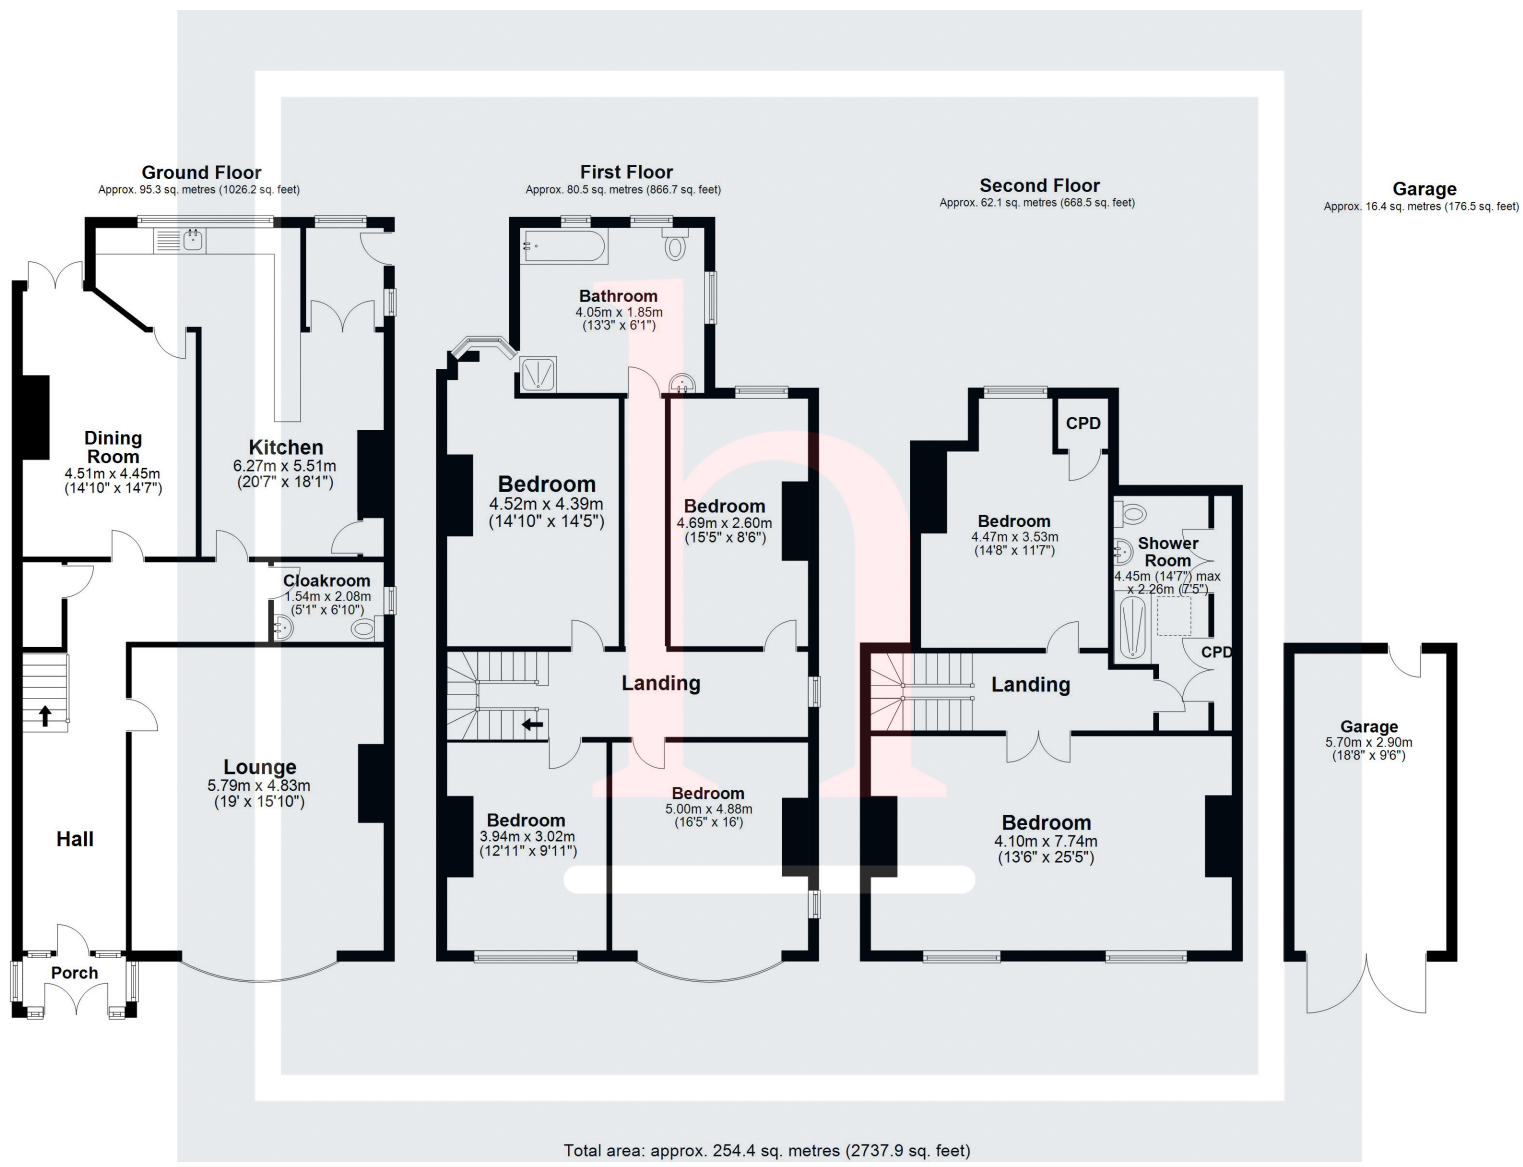 Ground Floor
Approx. 95.3 sq. metres (1026.2 sq. feet)
Dining
Room
4.51m x 4.45m
(14'10" x 14'7")
Kitchen
6.27m x 5.51m
(20'7" x 18'1")
Cloakroom
1.54m x 2.08m
(5'1" x 6'10")
Lounge
5.79m x 4.83m
(19' x 15'10")
Hall
Porch
First Floor
Approx. 80.5 sq. metres (866.7 sq. feet)
Bathroom
4.05m x 1.85m
(13'3" x 6'1")
Bedroom
4.52m x 4.39m
(14'10" x 14'5")
Bedroom
4.69m x 2.60m
(15'5" x 8'6")
Landing
Bedroom
3.94m x 3.02m
(12'11" x 9'11")
Bedroom
5.00m x 4.88m
(16'5" x 16')
Second Floor
Approx. 62.1 sq. metres (668.5 sq. feet)
CPD
Bedroom
4.47m x 3.53m
(14'8" x 11'7")
Shower
Room
4.45m (14'7") max
x 2.26m (7'5")
CPD
Landing
Bedroom
4.10m x 7.74m
(13'6" x 25'5")
Garage
Approx. 16.4 sq. metres (176.5 sq. feet)
Garage
5.70m x 2.90m
(18'8" x 9'6")
h
Total area: approx. 254.4 sq. metres (2737.9 sq. feet)